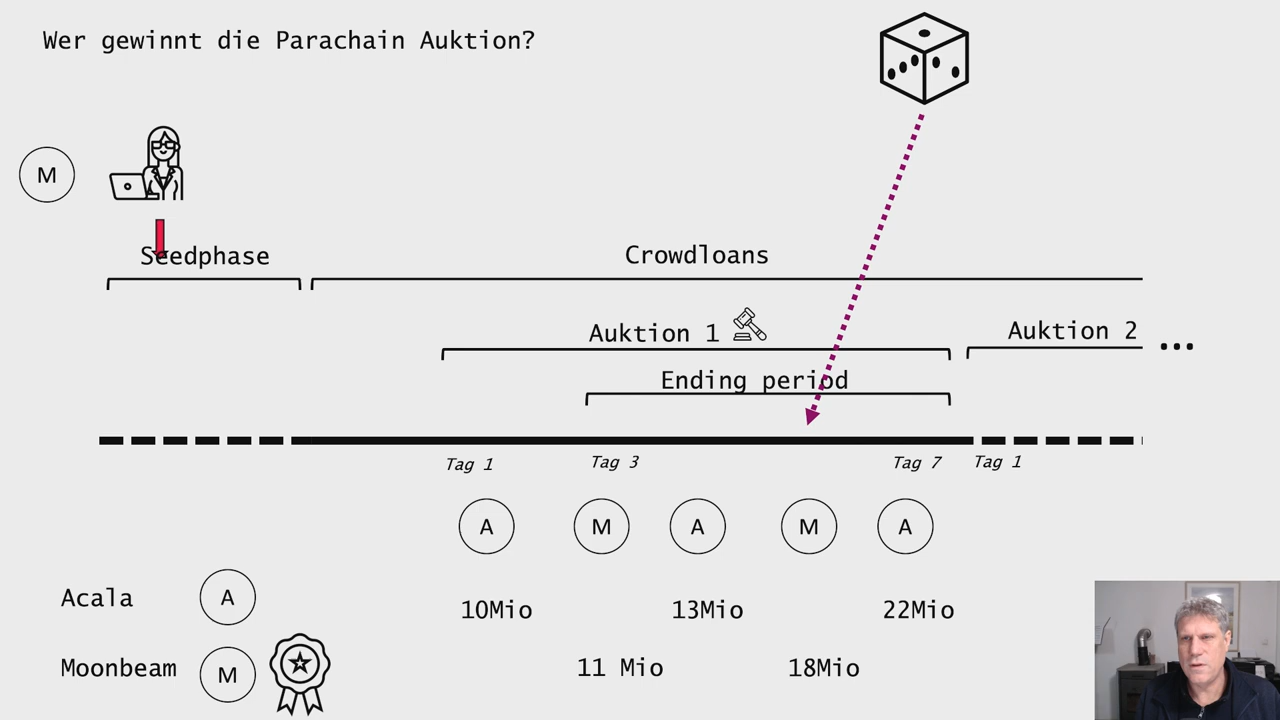 Wer gewinnt die Parachain Auktion?
M
Seedphase
Crowdloans
Auktion 1
Auktion 2
...
Ending period
Tag 1
Tag 3
Tag 7
Tag 1
A
M
A
M
A
Acala
A
10Mio
13Mio
22Mio
Moonbeam
M
11 Mio
18Mio